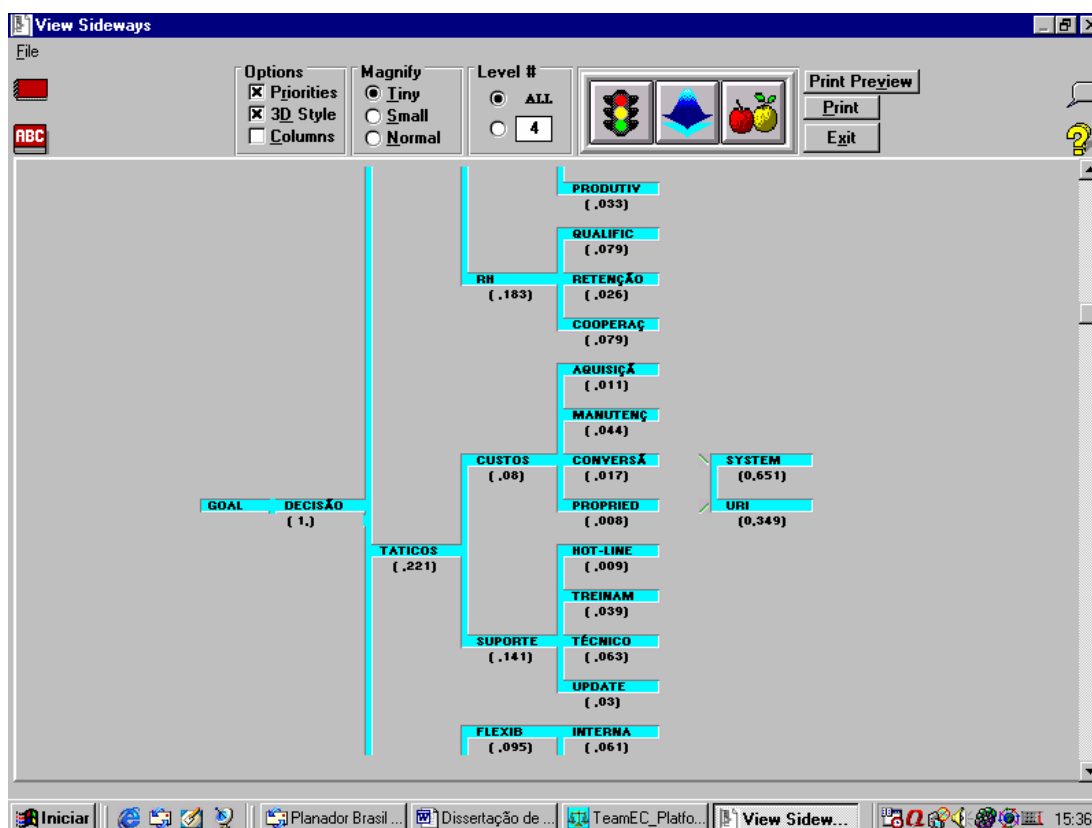 View Sideways
File
Options
Priorities
3D Style
Columns
Magnify
Tiny
Small
Normal
Level #
ALL
4
Print Preview
Print
Exit
ABC
PRODUTIV
( .033)
QUALIFIC
( .079)
RH
( .183)
RETENÇÃO
( .026)
COOPERAÇ
( .079)
AQUISIÇÃ
( .011)
MANUTENÇ
( .044)
CUSTOS
( .08)
CONVERSÃ
( .017)
SYSTEM
(0,651)
GOAL
DECISÃO
( 1.)
PROPRIED
( .008)
URI
(0,349)
TATICOS
( .221)
HOT-LINE
( .009)
TREINAM
( .039)
SUPORTE
( .141)
TÉCNICO
( .063)
UPDATE
( .03)
FLEXIB
( .095)
INTERNA
( .061)
Iniciar
Planador Brasil ...
Dissertação de ...
TeamEC_Platfo...
View Sidew...
15:38